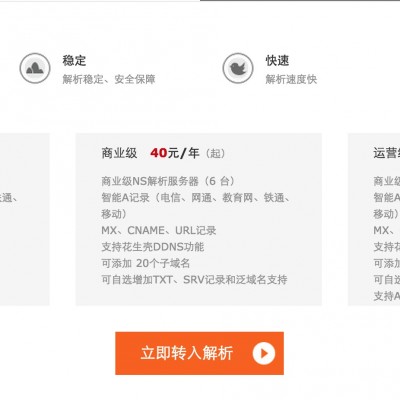 稳定
解析稳定、安全保障
快速
解析速度快
铁通、
商业级 40元/年（起）
商业级NS解析服务器（6 台）
智能A记录（电信、网通、教育网、铁通、
移动）
MX、CNAME、URL记录
支持花生壳DDNS功能
可添加 20个子域名
可自选增加TXT、SRV记录和泛域名支持
运营
商业级
智能A
移动）
MX、
支持花
可添加
可自选
支持A
立即转入解析